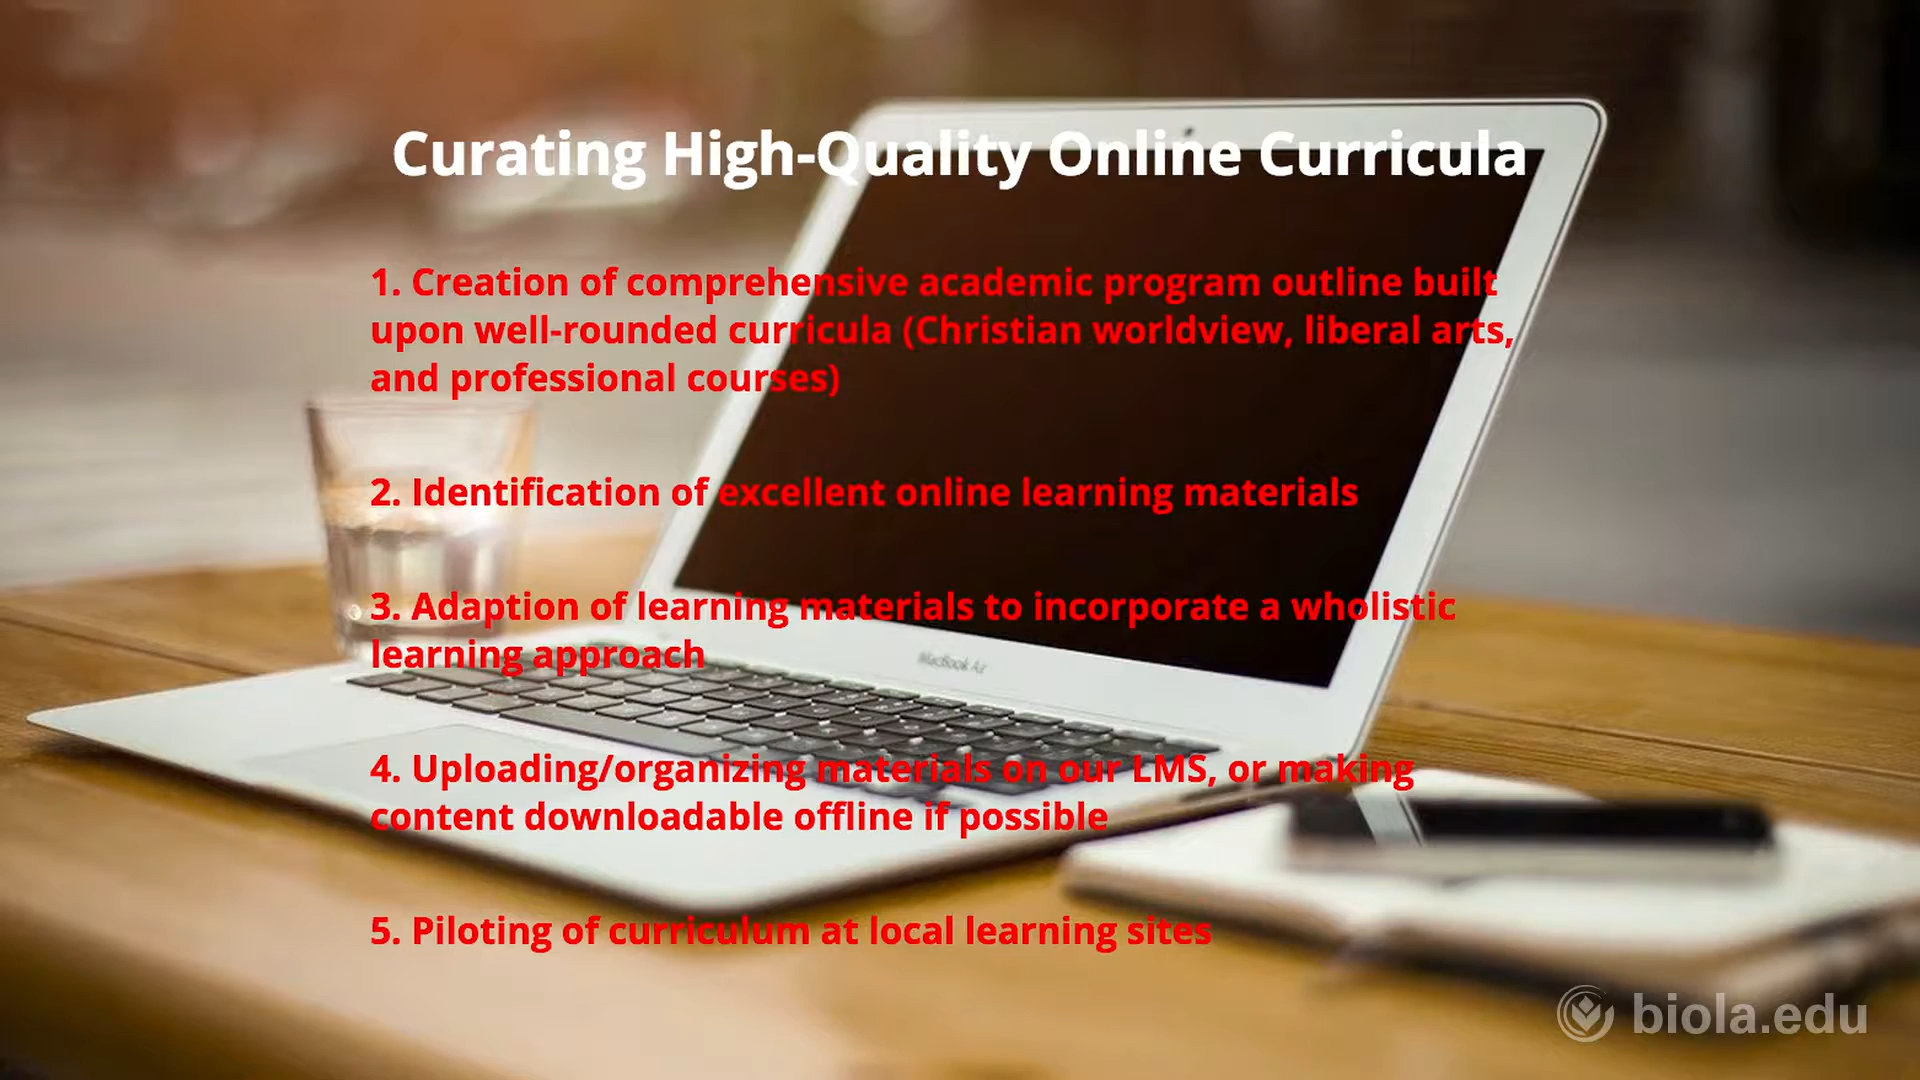 Curating High-Quality Online Curricula
1. Creation of comprehensive academic program outline built
upon well-rounded curricula (Christian worldview, liberal arts,
and professional courses)
2. Identification of excellent online learning materials
3. Adaption of learning materials to incorporate a wholistic
learning approach
MacBook Air
4. Uploading/organizing materials on our LMS, or making
content downloadable offline if possible
5. Piloting of curriculum at local learning sites
biola.edu